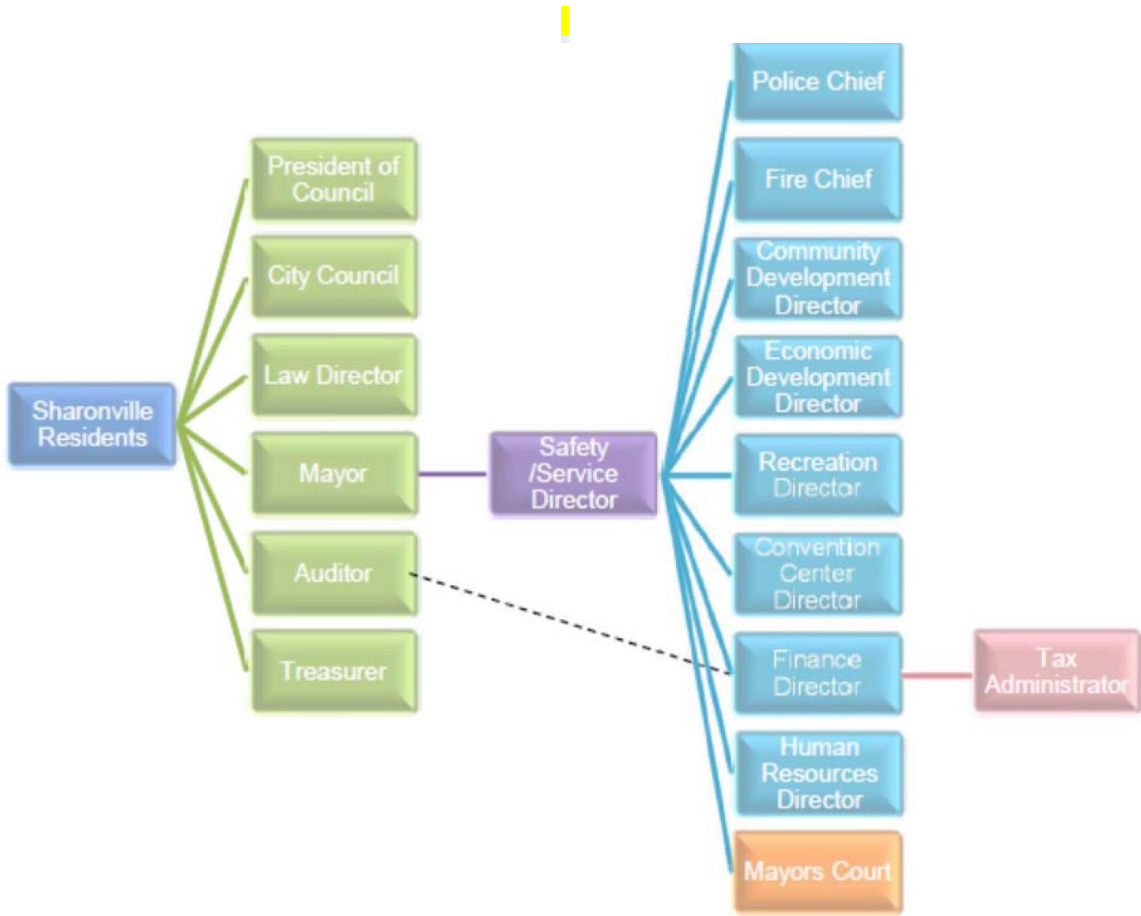 Sharonville
Residents
President of
Council
City Council
Law Director
Mayor
Auditor
Treasurer
Safety
/Service
Director
Police Chief
Fire Chief
Community
Development
Director
Economic
Development
Director
Recreation
Director
Convention
Center
Director
Finance
Director
Human
Resources
Director
Mayors Court
Tax
Administrator